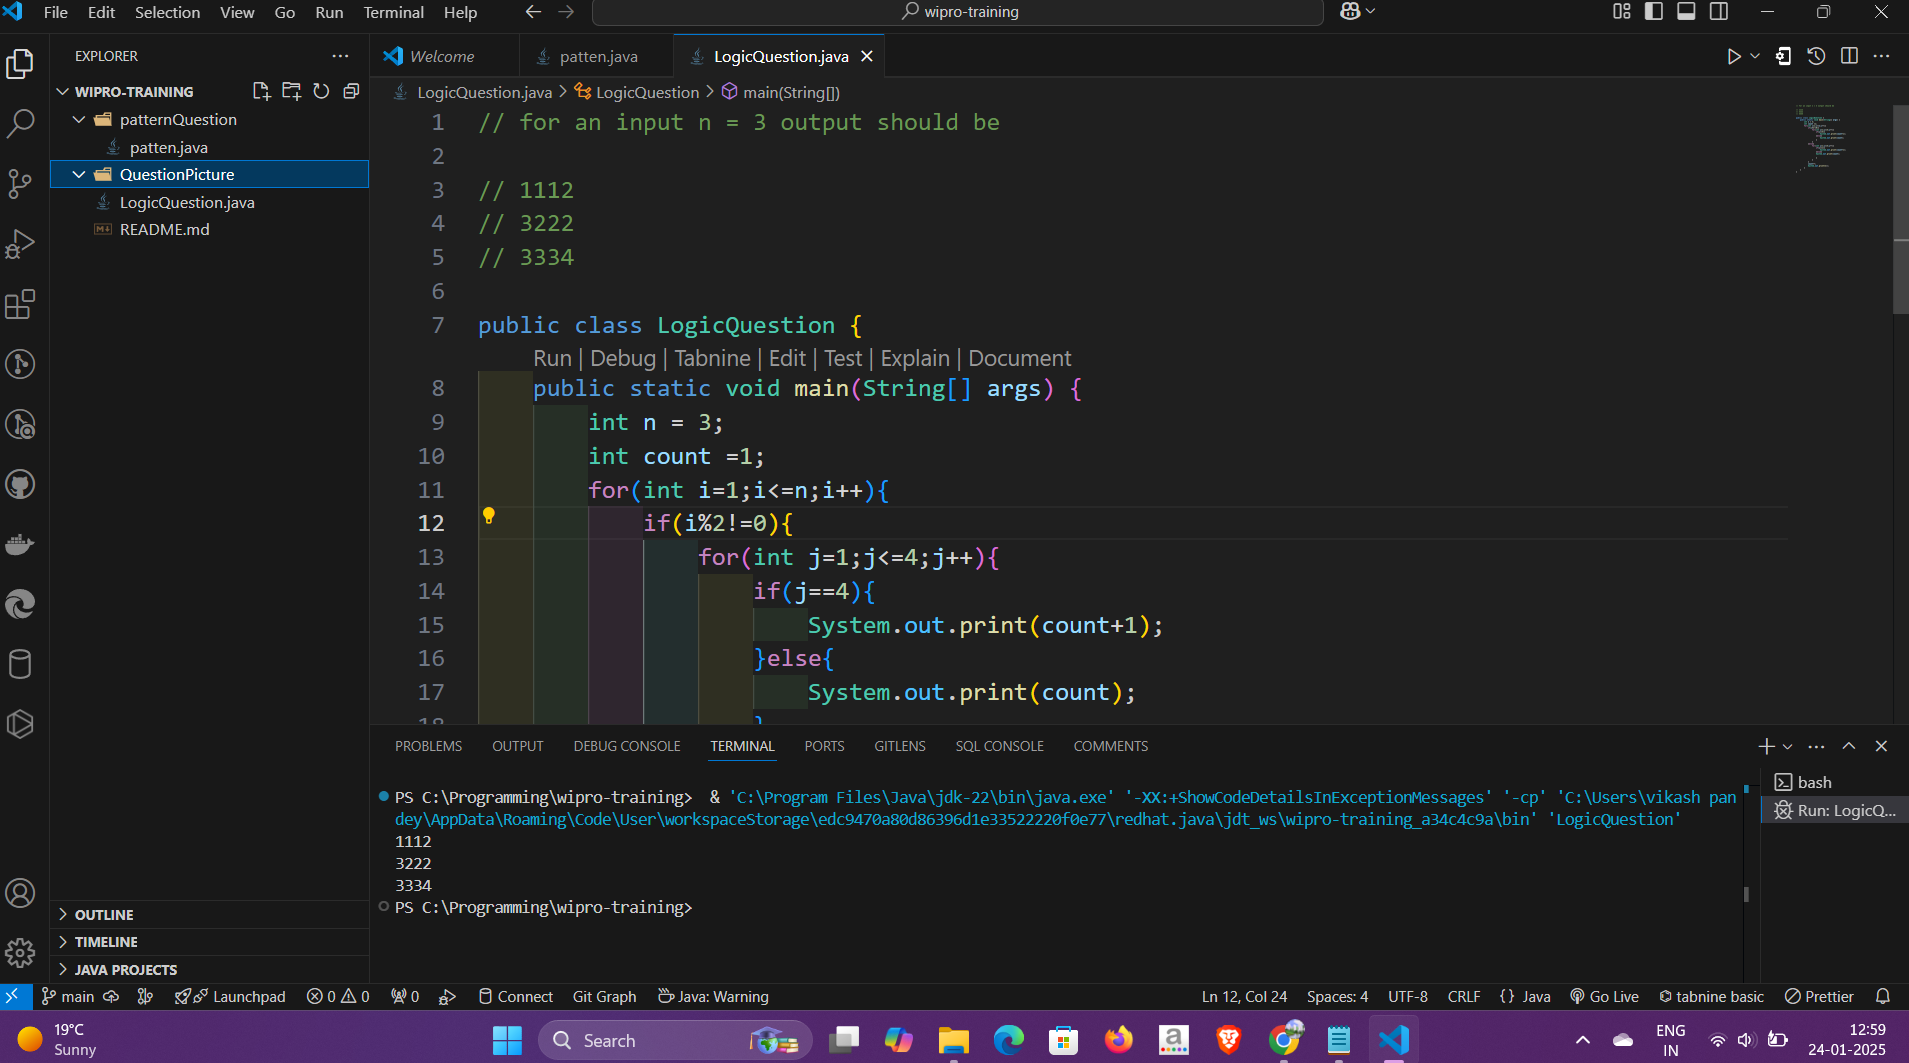 File Edit Selection View Go Run Terminal Help wipro-training
EXPLORER
WIPRO-TRAINING
patternQuestion
patten.java
QuestionPicture
LogicQuestion.java
README.md
OUTLINE
TIMELINE
JAVA PROJECTS
Welcome patten.java LogicQuestion.java
LogicQuestion.java > LogicQuestion > main(String[])
1 // for an input n = 3 output should be
2
3 // 1112
4 // 3222
5 // 3334
6
7 public class LogicQuestion {
Run | Debug | Tabnine | Edit | Test | Explain | Document
8 public static void main(String[] args) {
9 int n = 3;
10 int count =1;
11 for(int i=1;i<=n;i++){
12 if(i%2!=0){
13 for(int j=1;j<=4;j++){
14 if(j==4){
15 System.out.print(count+1);
16 }else{
17 System.out.print(count);
18 }
PROBLEMS OUTPUT DEBUG CONSOLE TERMINAL PORTS GITLENS SQL CONSOLE COMMENTS
PS C:\Programming\wipro-training> & 'C:\Program Files\Java\jdk-22\bin\java.exe' '-XX:+ShowCodeDetailsInExceptionMessages' '-cp' 'C:\Users\vikash pan
dey\AppData\Roaming\Code\User\workspaceStorage\edc9470a80d86396d1e33522220f0e77\redhat.java\jdt_ws\wipro-training_a34c4c9a\bin' 'LogicQuestion'
1112
3222
3334
PS C:\Programming\wipro-training>
bash
Run: LogicQ...
main Launchpad 0 0 0 Connect Git Graph Java: Warning Ln 12, Col 24 Spaces: 4 UTF-8 CRLF {} Java Go Live tabnine basic Prettier
19°C
Sunny
Search
ENG
IN
12:59
24-01-2025